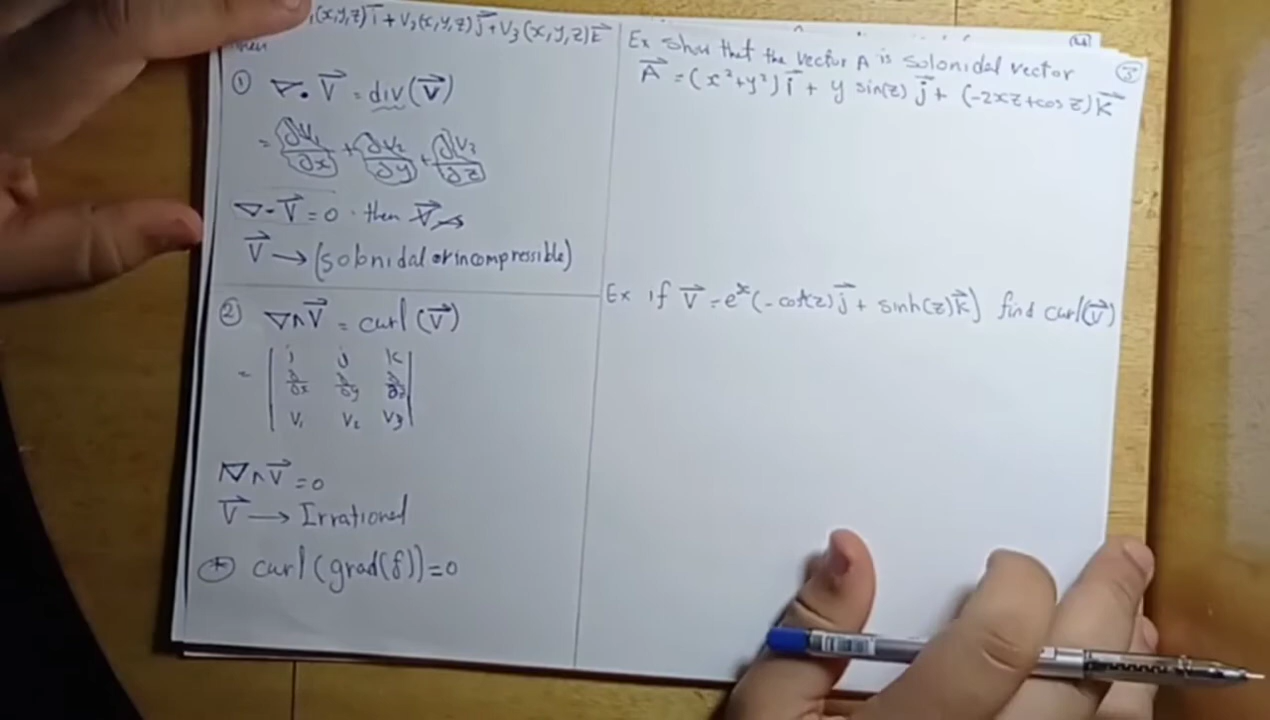 (x,y,z) i + V₂(x,y,z) j + V₃(x,y,z) k
then
① ∇ . V = div(V)
= ∂V₁/∂x + ∂V₂/∂y + ∂V₃/∂z
∇ . V = 0 . then V
V → (solonidal or incompressible)
② ∇∧V = curl (V)
= | i j k |
| ∂/∂x ∂/∂y ∂/∂z |
| V₁ V₂ V₃ |
∇∧V = 0
V → Irrational
* curl (grad(f)) = 0
Ex show that the vector A is solonidal vector
A = (x²+y²) i + y sin(z) j + (-2xz + cos z) k
Ex if V = eˣ (- (z) j + sinh(z) k) find curl(V)